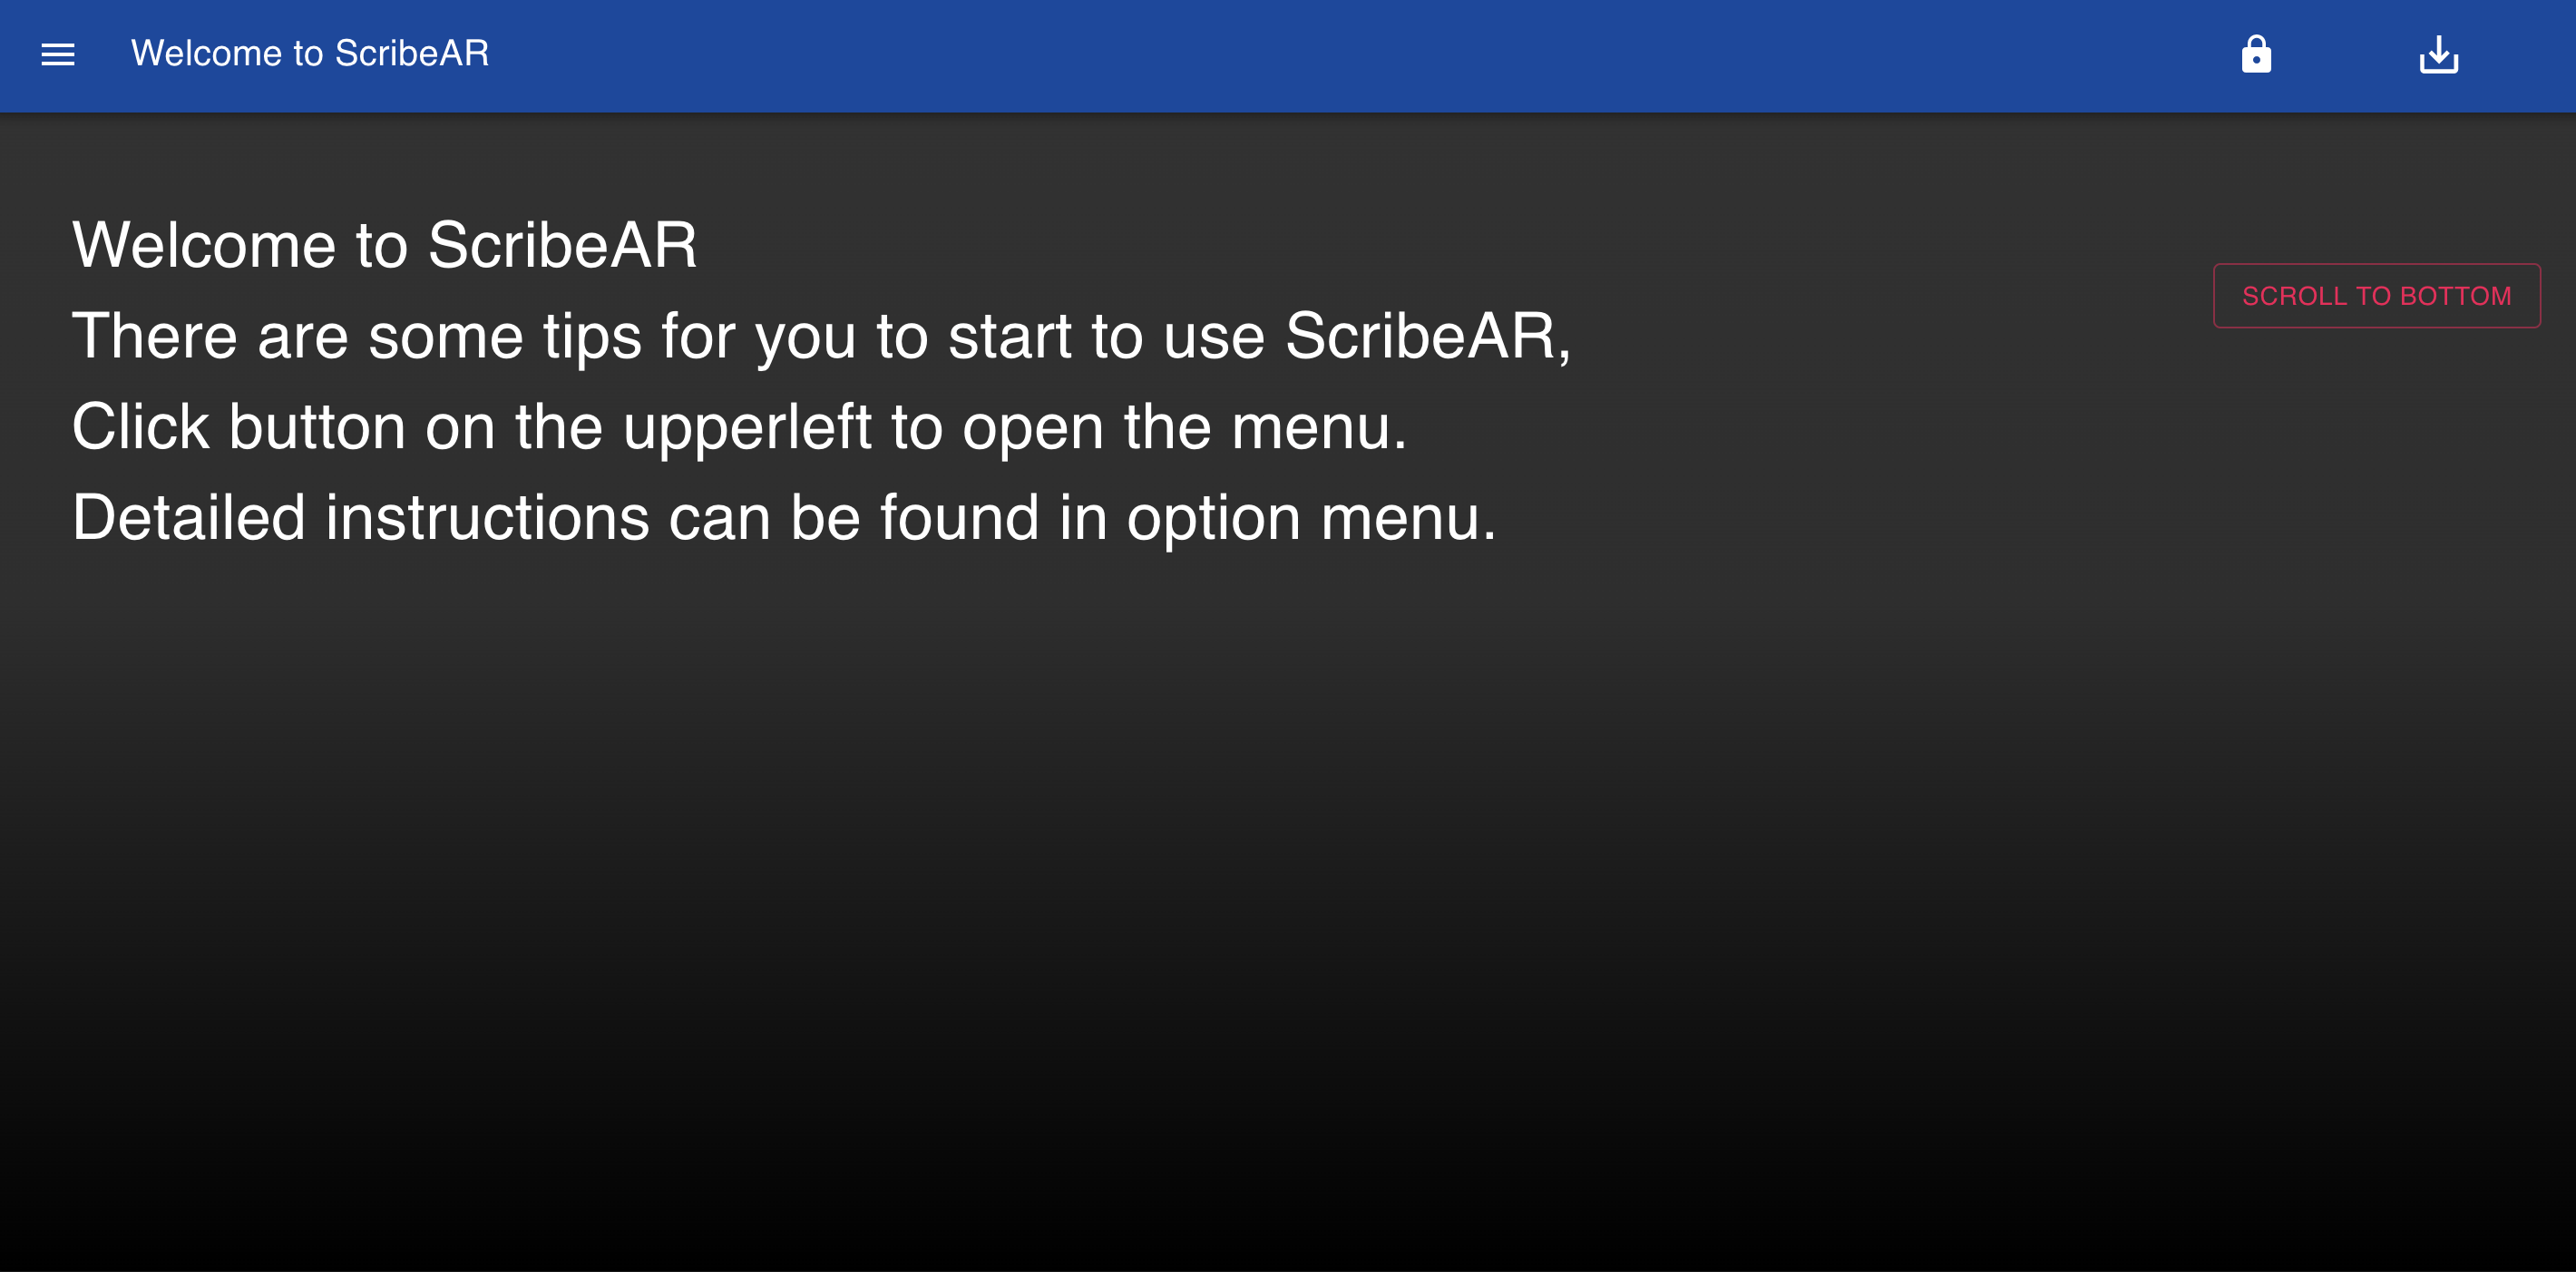 Welcome to ScribeAR
Welcome to ScribeAR
There are some tips for you to start to use ScribeAR,
SCROLL TO BOTTOM
Click button on the upperleft to open the menu.
Detailed instructions can be found in option menu.